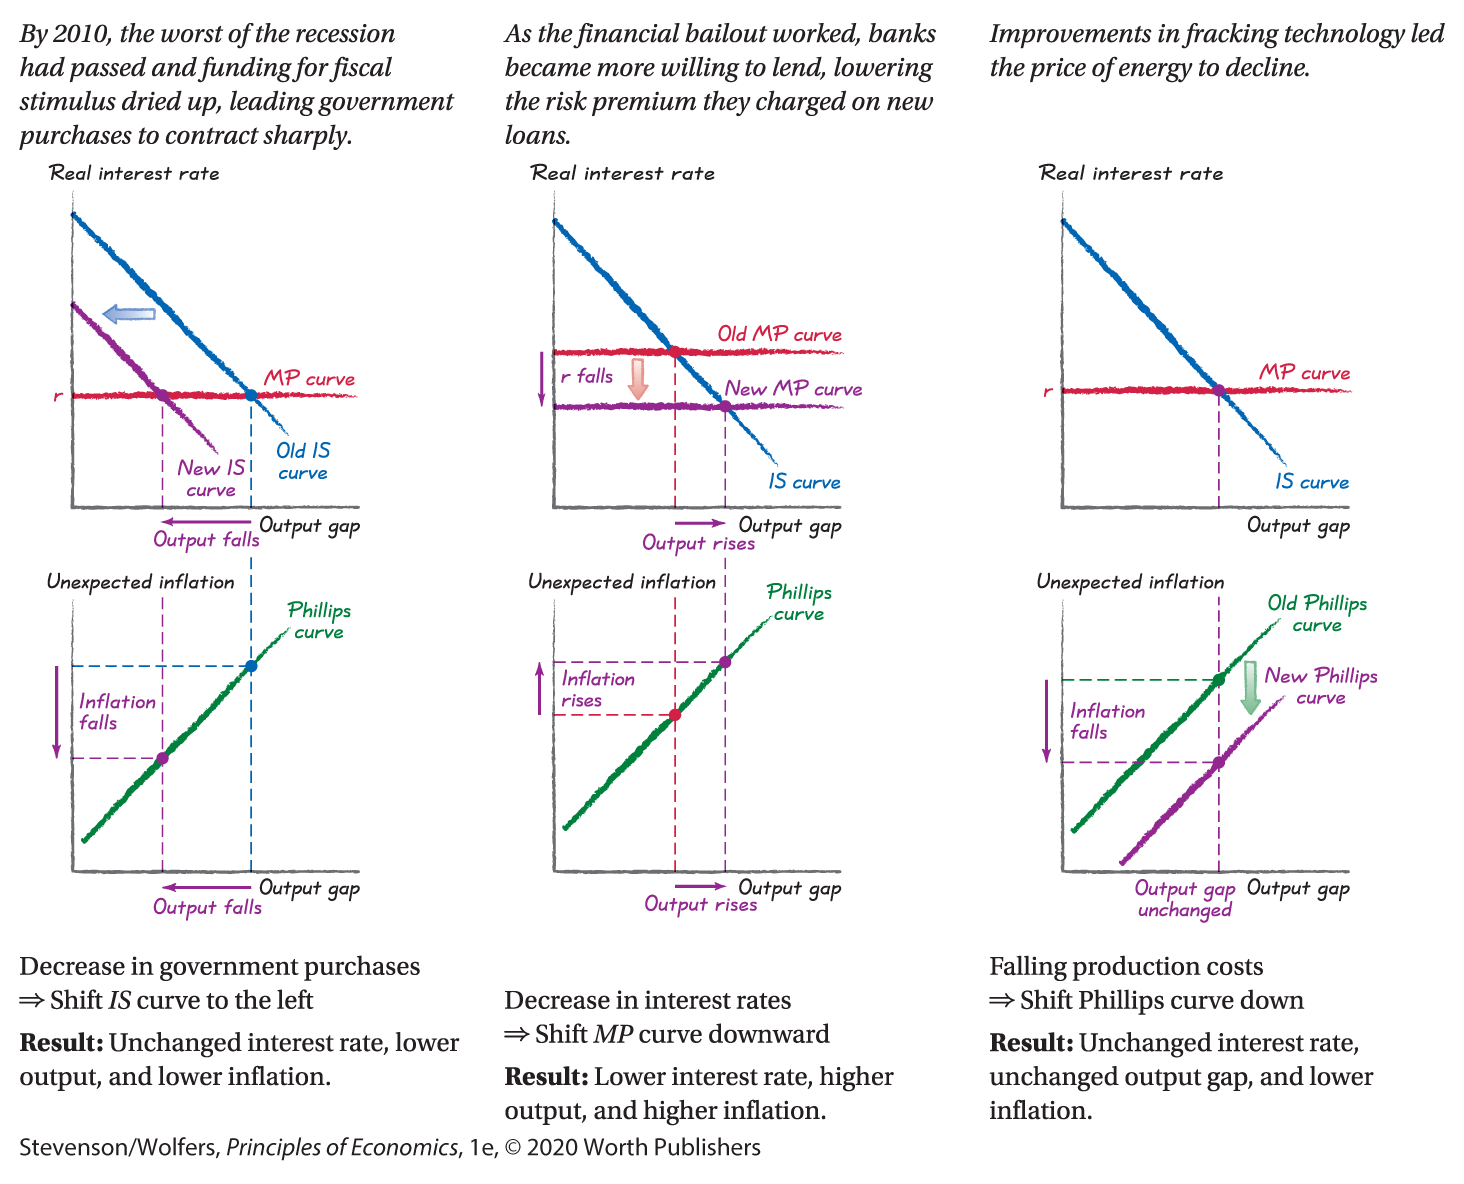 By 2010, the worst of the recession
had passed and funding for fiscal
stimulus dried up, leading government
purchases to contract sharply.
Real interest rate
MP curve
r
Old IS
curve
New IS
curve
Output gap
Output falls
Unexpected inflation
Phillips
curve
Inflation
falls
Output gap
Output falls
Decrease in government purchases
⇒ Shift IS curve to the left
Result: Unchanged interest rate, lower
output, and lower inflation.
As the financial bailout worked, banks
became more willing to lend, lowering
the risk premium they charged on new
loans.
Real interest rate
Old MP curve
r falls
New MP curve
IS curve
Output gap
Output rises
Unexpected inflation
Phillips
curve
Inflation
rises
Output gap
Output rises
Decrease in interest rates
⇒ Shift MP curve downward
Result: Lower interest rate, higher
output, and higher inflation.
Improvements in fracking technology led
the price of energy to decline.
Real interest rate
MP curve
r
IS curve
Output gap
Unexpected inflation
Old Phillips
curve
New Phillips
curve
Inflation
falls
Output gap
unchanged
Output gap
Falling production costs
⇒ Shift Phillips curve down
Result: Unchanged interest rate,
unchanged output gap, and lower
inflation.
Stevenson/Wolfers, Principles of Economics, 1e, © 2020 Worth Publishers